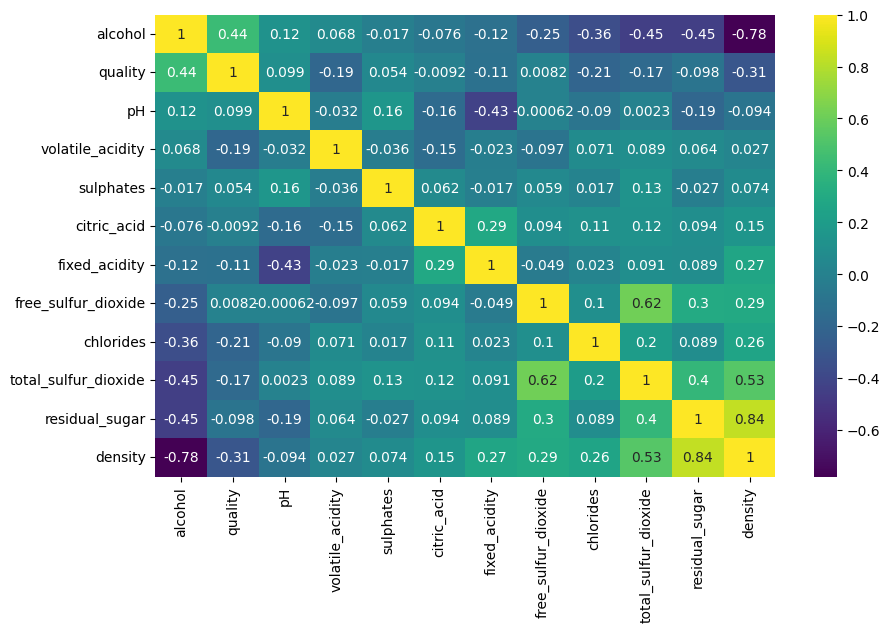 alcohol 1 0.44 0.12 0.068 -0.017 -0.076 -0.12 -0.25 -0.36 -0.45 -0.45 -0.78
quality 0.44 1 0.099 -0.19 0.054 -0.0092 -0.11 0.0082 -0.21 -0.17 -0.098 -0.31
pH 0.12 0.099 1 -0.032 0.16 -0.16 -0.43 -0.00062 -0.09 0.0023 -0.19 -0.094
volatile_acidity 0.068 -0.19 -0.032 1 -0.036 -0.15 -0.023 -0.097 0.071 0.089 0.064 0.027
sulphates -0.017 0.054 0.16 -0.036 1 0.062 -0.017 0.059 0.017 0.13 -0.027 0.074
citric_acid -0.076 -0.0092 -0.16 -0.15 0.062 1 0.29 0.094 0.11 0.12 0.094 0.15
fixed_acidity -0.12 -0.11 -0.43 -0.023 -0.017 0.29 1 -0.049 0.023 0.091 0.089 0.27
free_sulfur_dioxide -0.25 0.0082 -0.00062 -0.097 0.059 0.094 -0.049 1 0.1 0.62 0.3 0.29
chlorides -0.36 -0.21 -0.09 0.071 0.017 0.11 0.023 0.1 1 0.2 0.089 0.26
total_sulfur_dioxide -0.45 -0.17 0.0023 0.089 0.13 0.12 0.091 0.62 0.2 1 0.4 0.53
residual_sugar -0.45 -0.098 -0.19 0.064 -0.027 0.094 0.089 0.3 0.089 0.4 1 0.84
density -0.78 -0.31 -0.094 0.027 0.074 0.15 0.27 0.29 0.26 0.53 0.84 1
alcohol
quality
pH
volatile_acidity
sulphates
citric_acid
fixed_acidity
free_sulfur_dioxide
chlorides
total_sulfur_dioxide
residual_sugar
density
1.0
0.8
0.6
0.4
0.2
0.0
−0.2
−0.4
−0.6